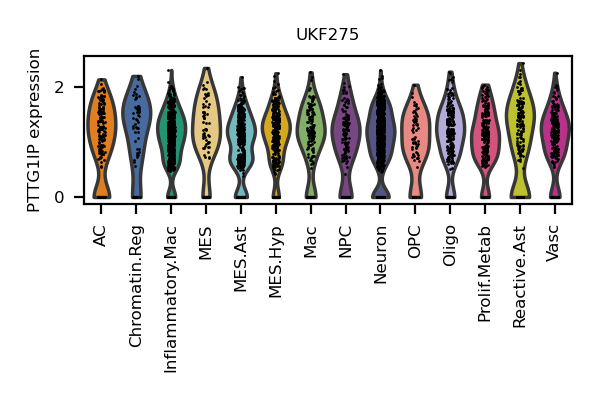 UKF275
PTTG1IP expression
2
0
AC
Chromatin.Reg
Inflammatory.Mac
MES
MES.Ast
MES.Hyp
Mac
NPC
Neuron
OPC
Oligo
Prolif.Metab
Reactive.Ast
Vasc